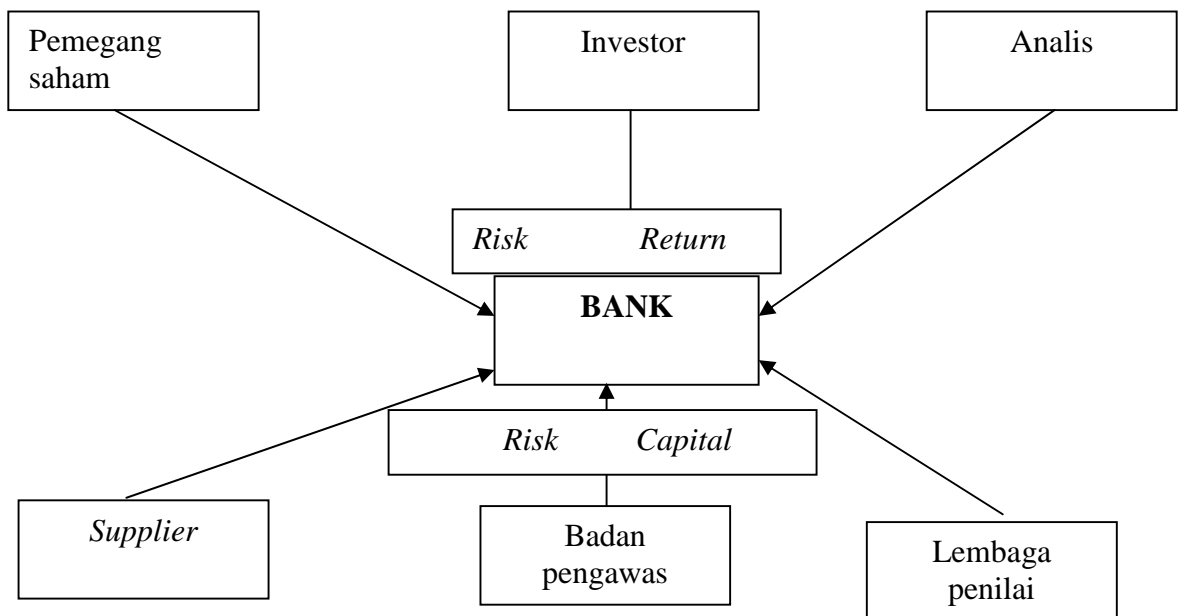 Pemegang
saham
Investor
Analis
Risk Return
BANK
Risk Capital
Supplier
Badan
pengawas
Lembaga
penilai